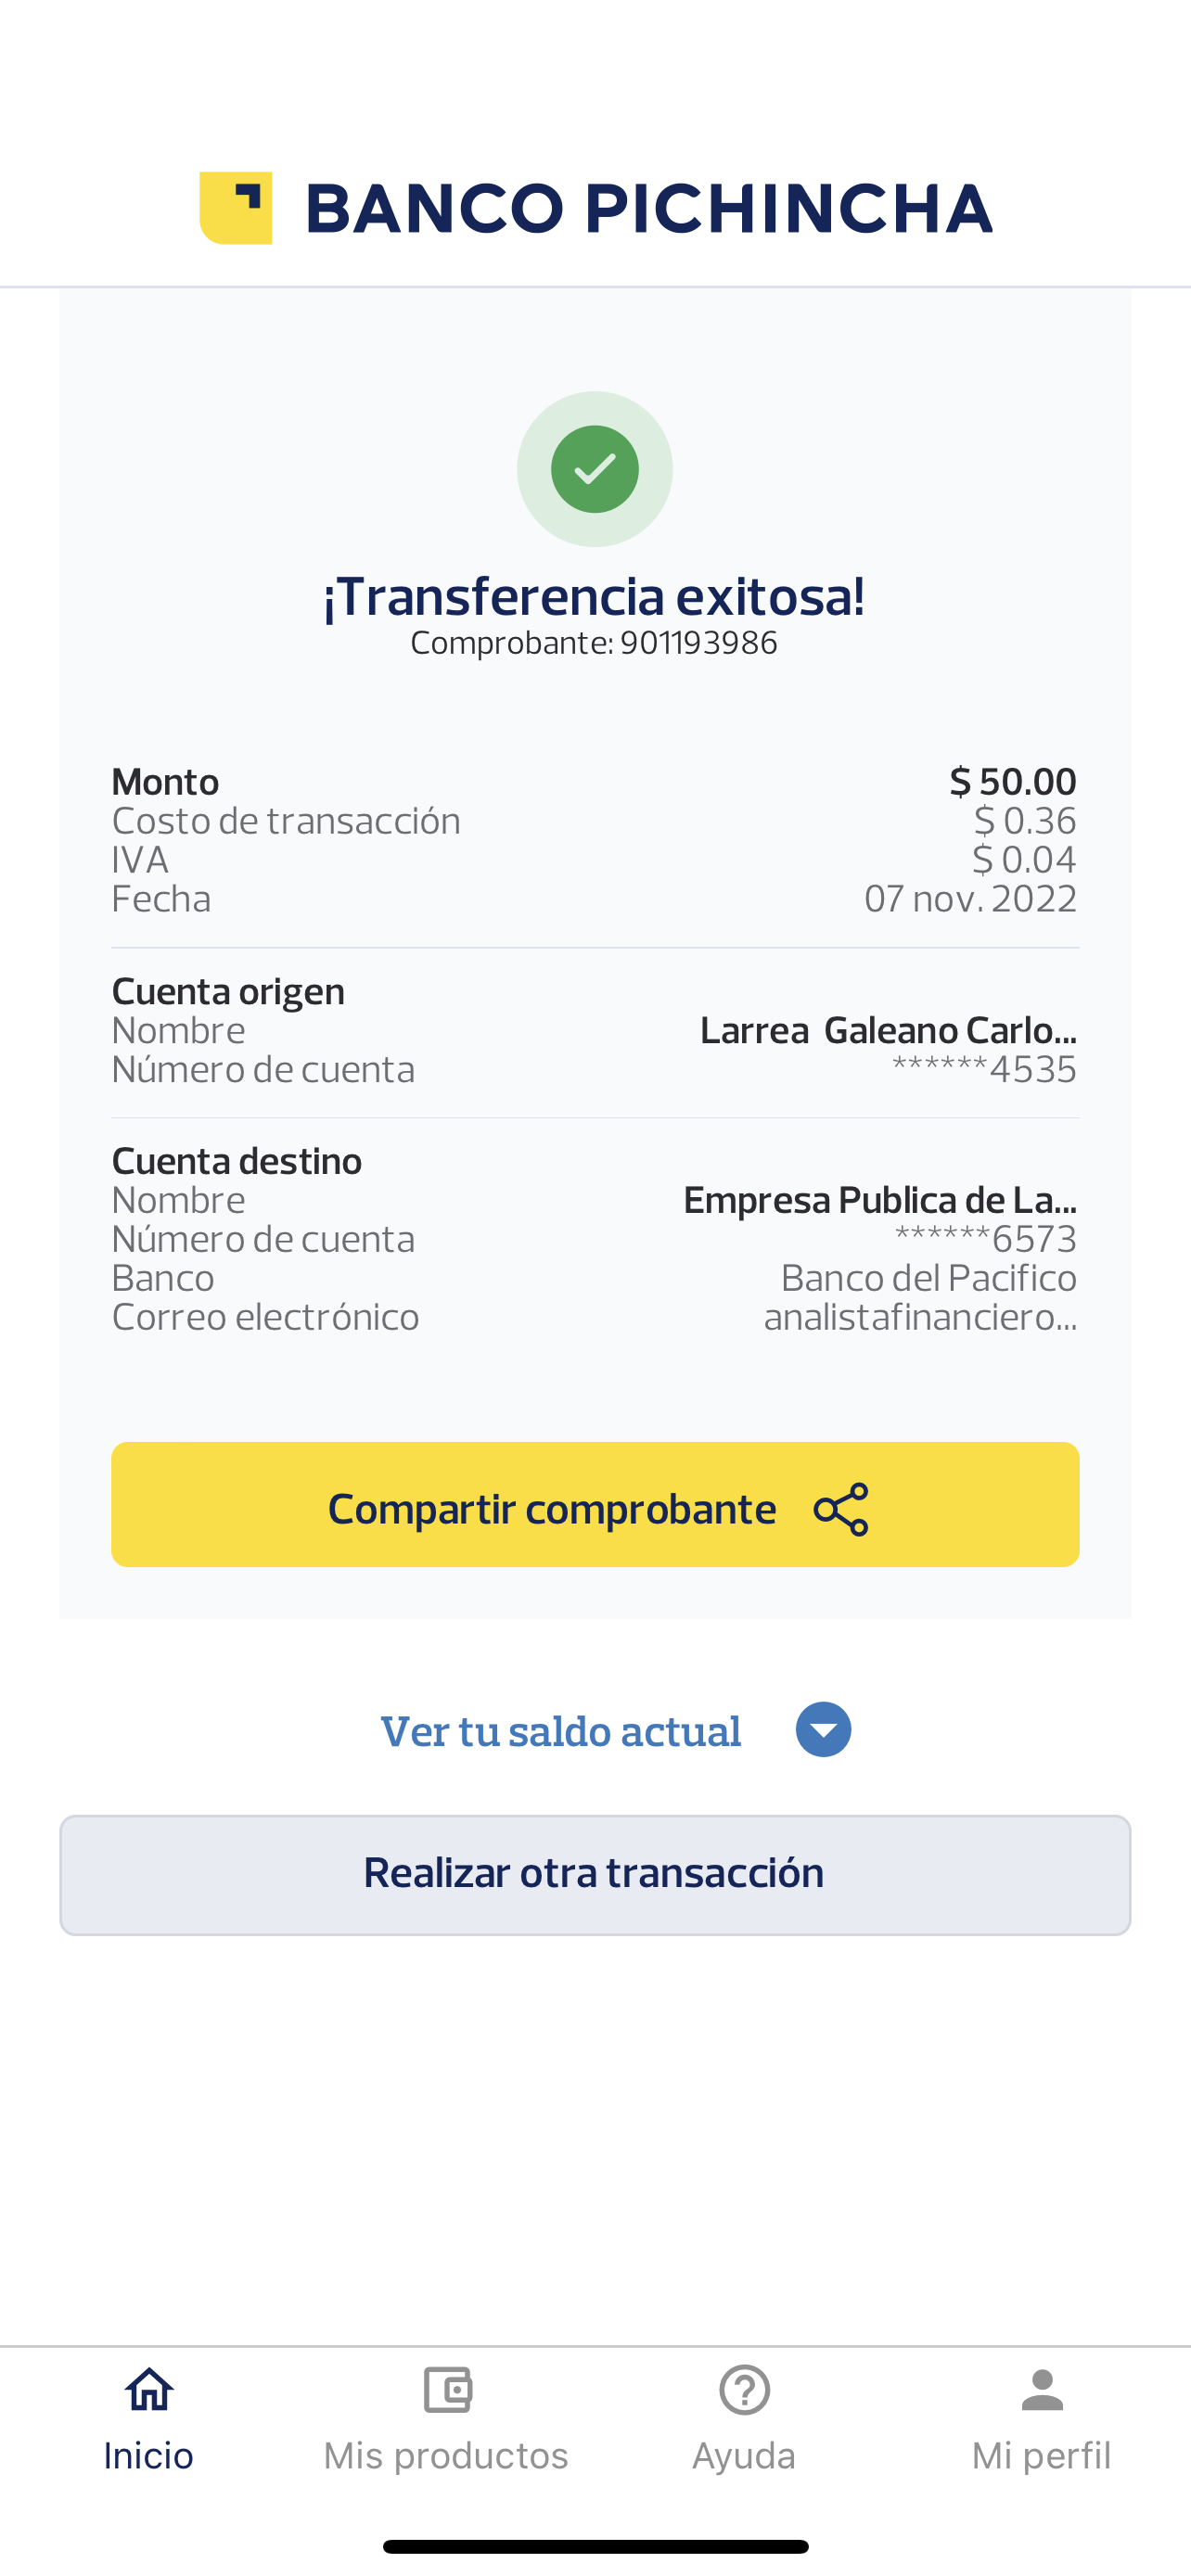 BANCO PICHINCHA
¡Transferencia exitosa!
Comprobante: 901193986
Monto $ 50.00
Costo de transacción $ 0.36
IVA $ 0.04
Fecha 07 nov. 2022
Cuenta origen
Nombre Larrea  Galeano Carlo...
Número de cuenta ******4535
Cuenta destino
Nombre Empresa Publica de La...
Número de cuenta ******6573
Banco Banco del Pacifico
Correo electrónico analistafinanciero...
Compartir comprobante
Ver tu saldo actual
Realizar otra transacción
Inicio Mis productos Ayuda Mi perfil